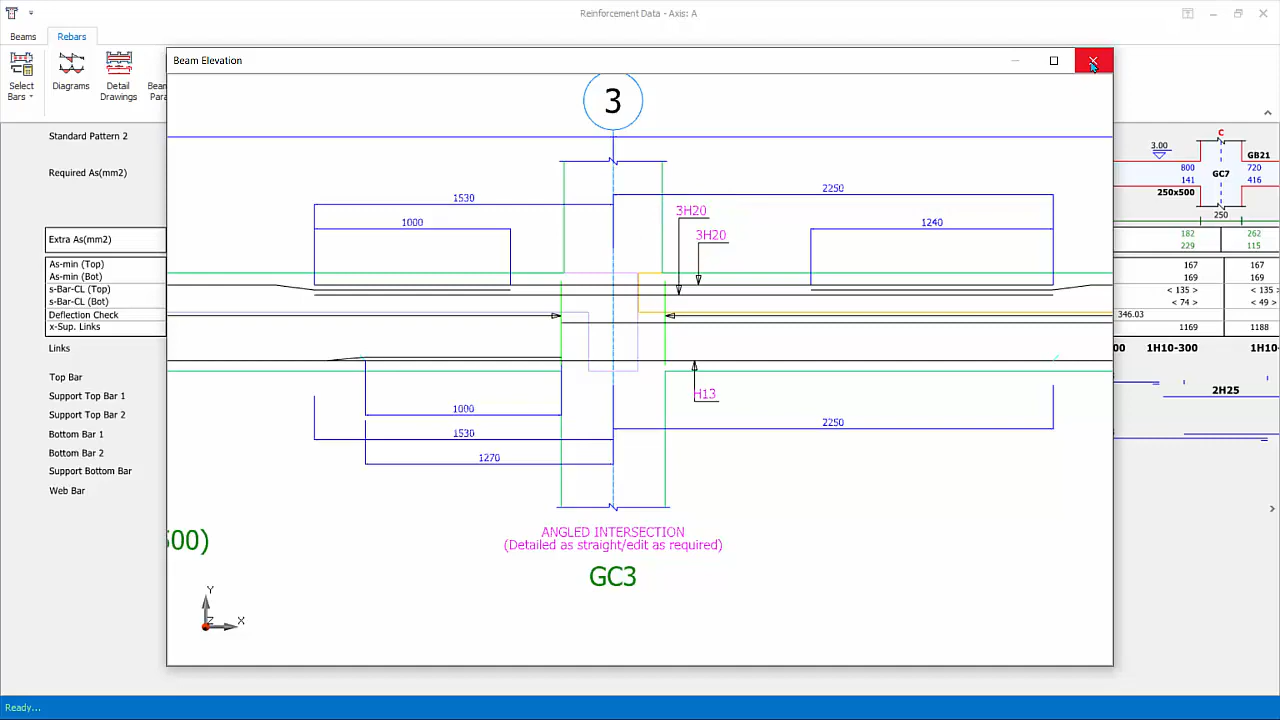 Reinforcement Data - Axis: A
Beams
Rebars
Select Bars
Diagrams
Detail Drawings
Bean
Para
Beam Elevation
Standard Pattern 2
Required As(mm2)
Extra As(mm2)
As-min (Top)
As-min (Bot)
s-Bar-CL (Top)
s-Bar-CL (Bot)
Deflection Check
x-Sup. Links
Links
Top Bar
Support Top Bar 1
Support Top Bar 2
Bottom Bar 1
Bottom Bar 2
Support Bottom Bar
Web Bar
3
1530
2250
1000
3H20
3H20
1240
H13
1000
1530
1270
2250
ANGLED INTERSECTION
(Detailed as straight/edit as required)
GC3
500)
Y
Z
X
C
3.00
GB21
800
GC7
720
141
416
250x500
250
182
262
229
115
167
167
169
169
< 135 >
< 135 >
< 74 >
< 49 >
346.03
1169
1188
00
1H10-300
1H10-
2H25
Ready...